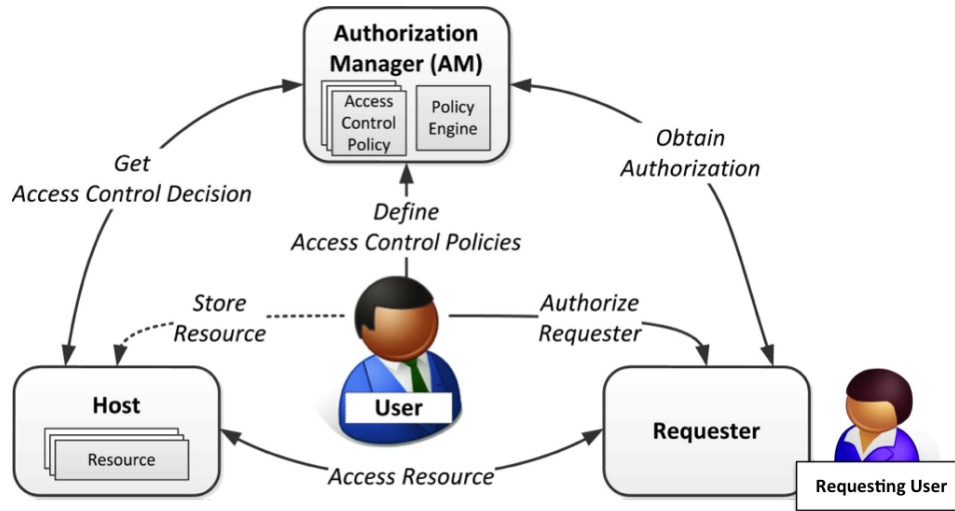 Authorization
Manager (AM)
Access
Control
Policy
Policy
Engine
Get
Access Control Decision
Obtain
Authorization
Define
Access Control Policies
Store
Resource
Authorize
Requester
User
Host
Resource
Requester
Access Resource
Requesting User